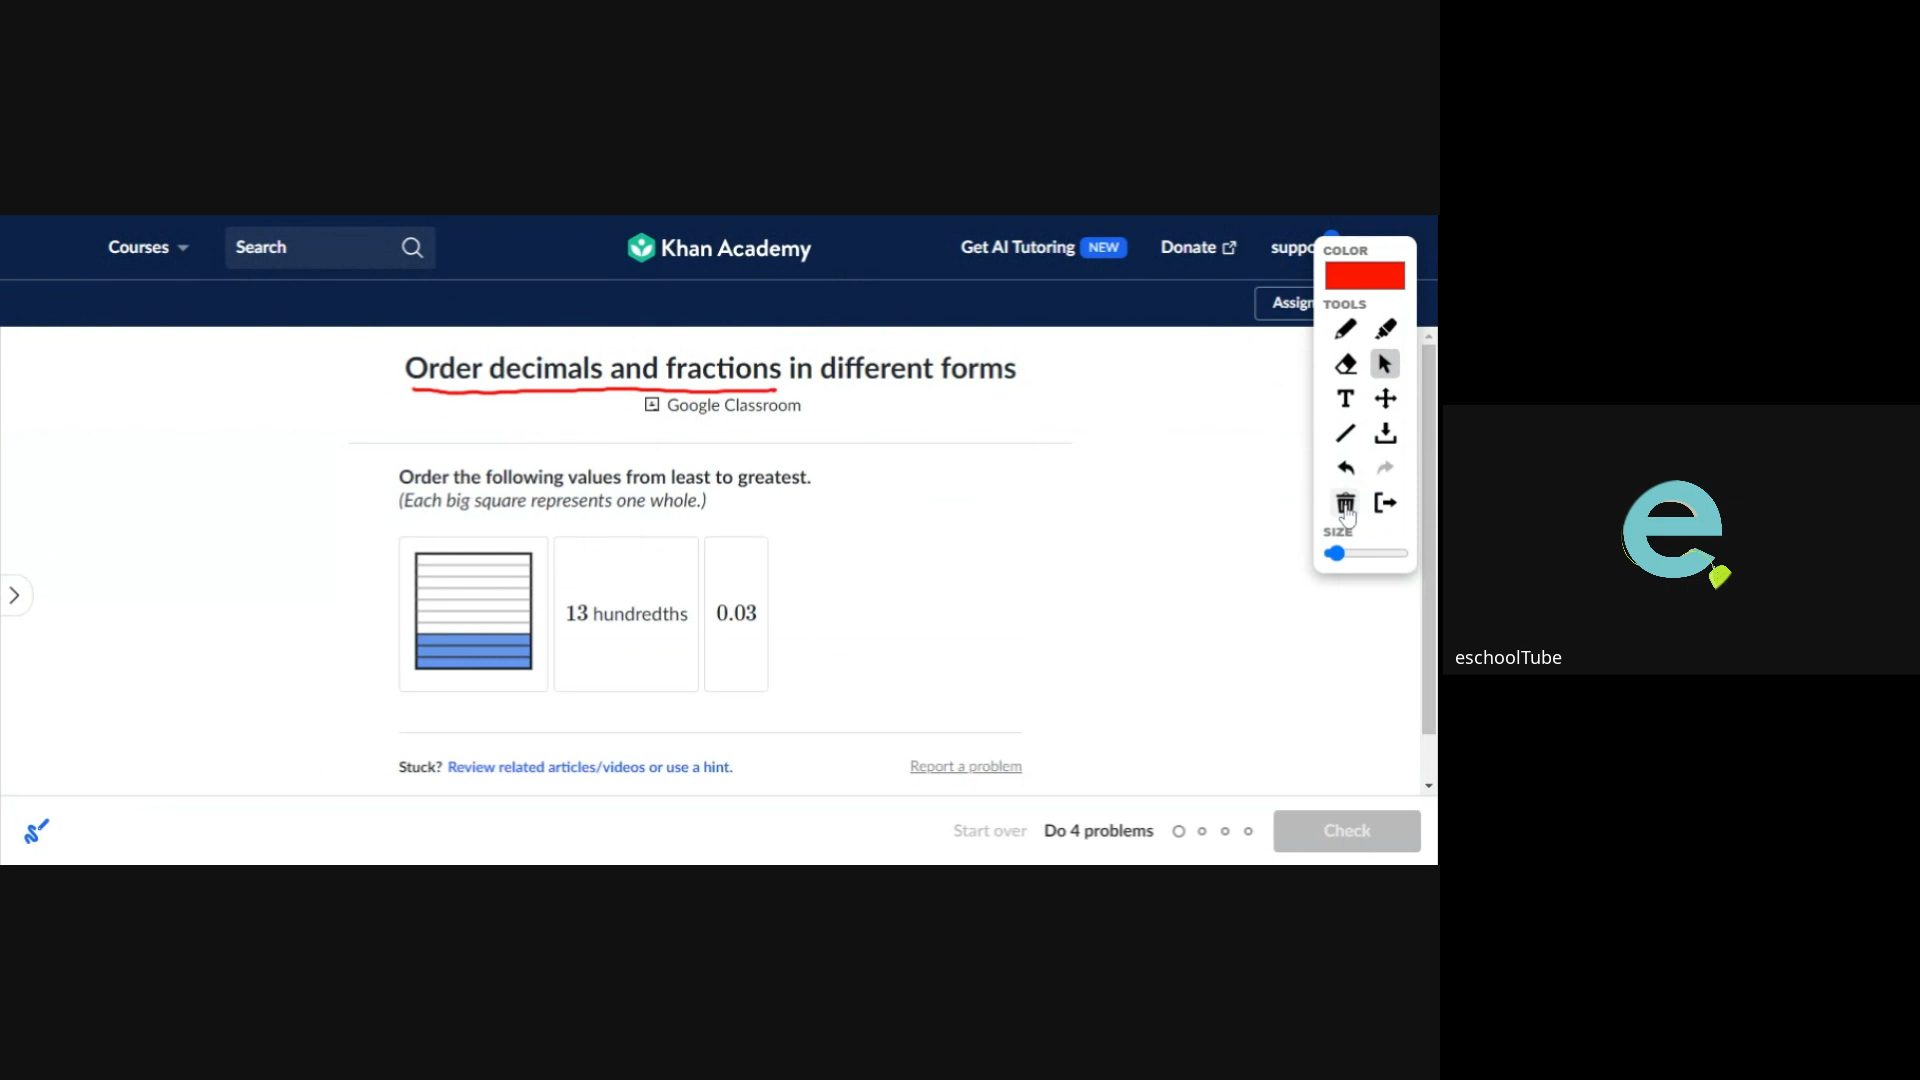 Courses
Search
Khan Academy
Get AI Tutoring NEW
Donate
suppo
Assign
COLOR
TOOLS
T
SIZE
Order decimals and fractions in different forms
Google Classroom
Order the following values from least to greatest.
(Each big square represents one whole.)
13 hundredths
0.03
Stuck? Review related articles/videos or use a hint.
Report a problem
Start over
Do 4 problems
Check
e
eschoolTube